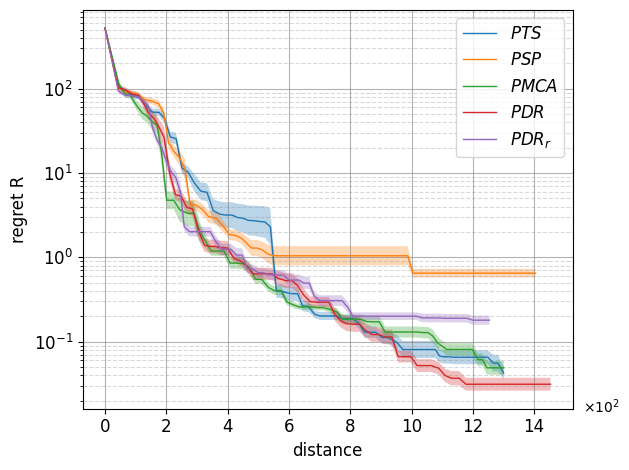 PTS
PSP
PMCA
PDR
PDR_r
regret R
10^2
10^1
10^0
10^{-1}
0 2 4 6 8 10 12 14
×10^2
distance